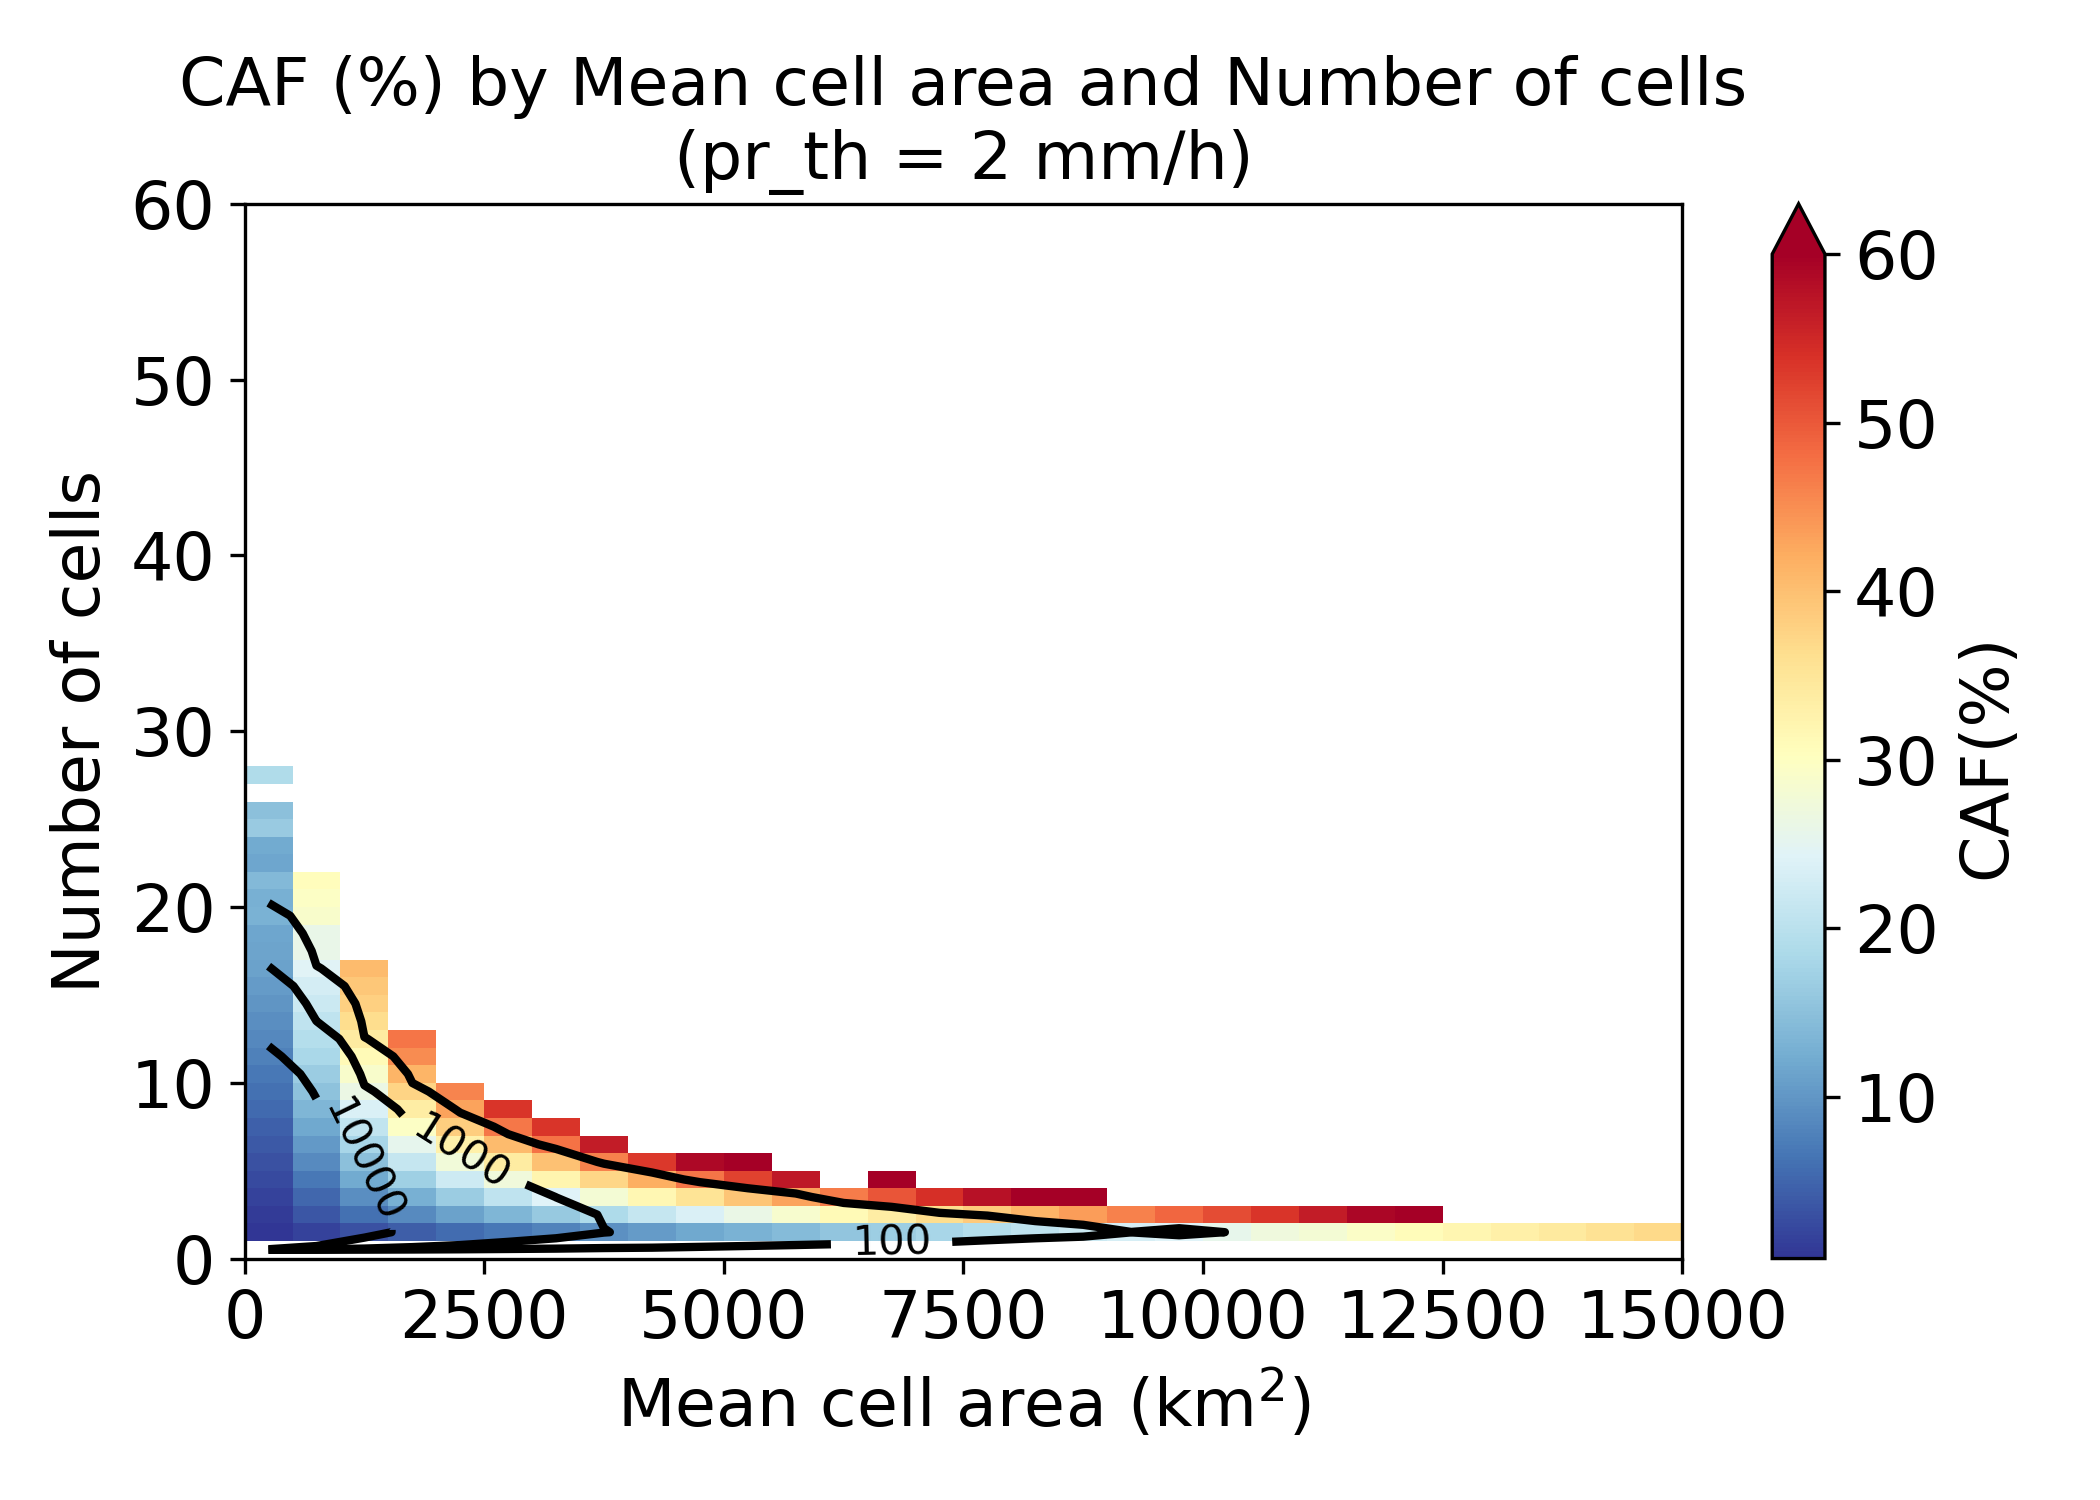 CAF (%) by Mean cell area and Number of cells
(pr_th = 2 mm/h)
60
50
40
30
20
10
0
Number of cells
10000
1000
100
0 2500 5000 7500 10000 12500 15000
Mean cell area (km²)
60
50
40
30
20
10
CAF(%)